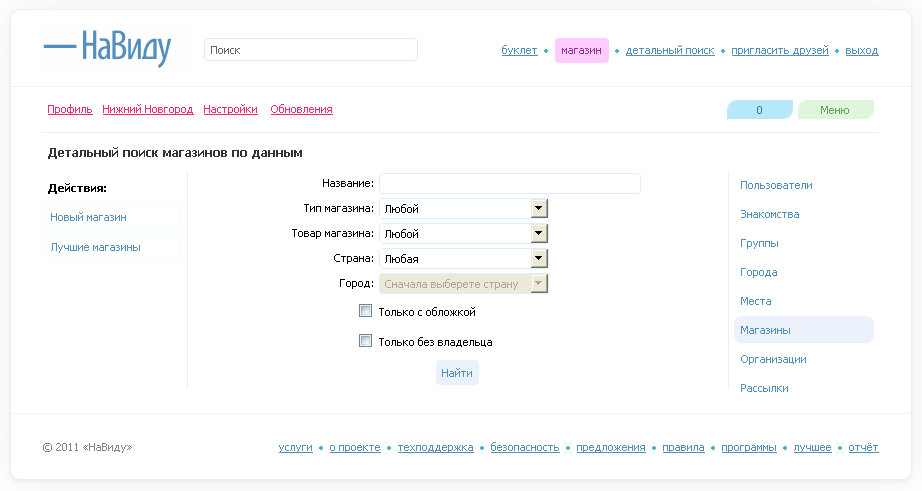 НаВиду Поиск буклет • магазин • детальный поиск • пригласить друзей • выход
Профиль Нижний Новгород Настройки Обновления 0 Меню
Детальный поиск магазинов по данным
Действия:
Новый магазин
Лучшие магазины
Название:
Тип магазина: Любой
Товар магазина: Любой
Страна: Любая
Город: Сначала выберете страну
Только с обложкой
Только без владельца
Найти
Пользователи
Знакомства
Группы
Города
Места
Магазины
Организации
Рассылки
© 2011 «НаВиду» услуги • о проекте • техподдержка • безопасность • предложения • правила • программы • лучшее • отчёт